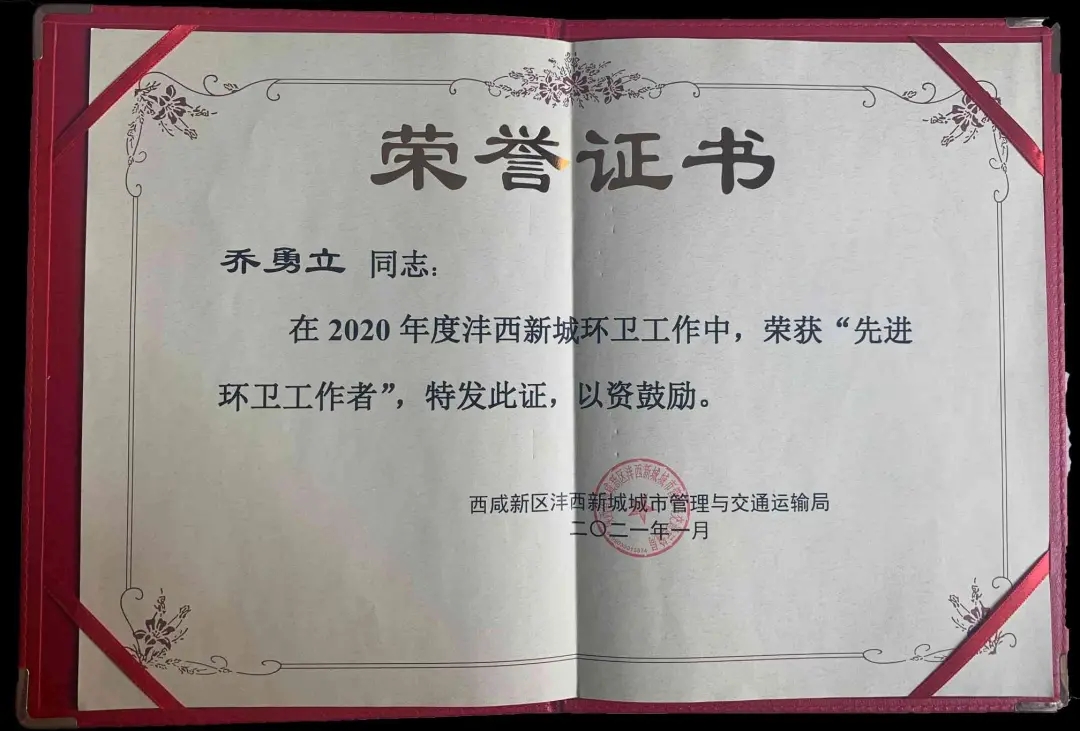 荣誉证书
乔勇立 同志：
在 2020 年度沣西新城环卫工作中，荣获“先进
环卫工作者”，特发此证，以资鼓励。
西咸新区沣西新城城市管理与交通运输局
二〇二一年一月